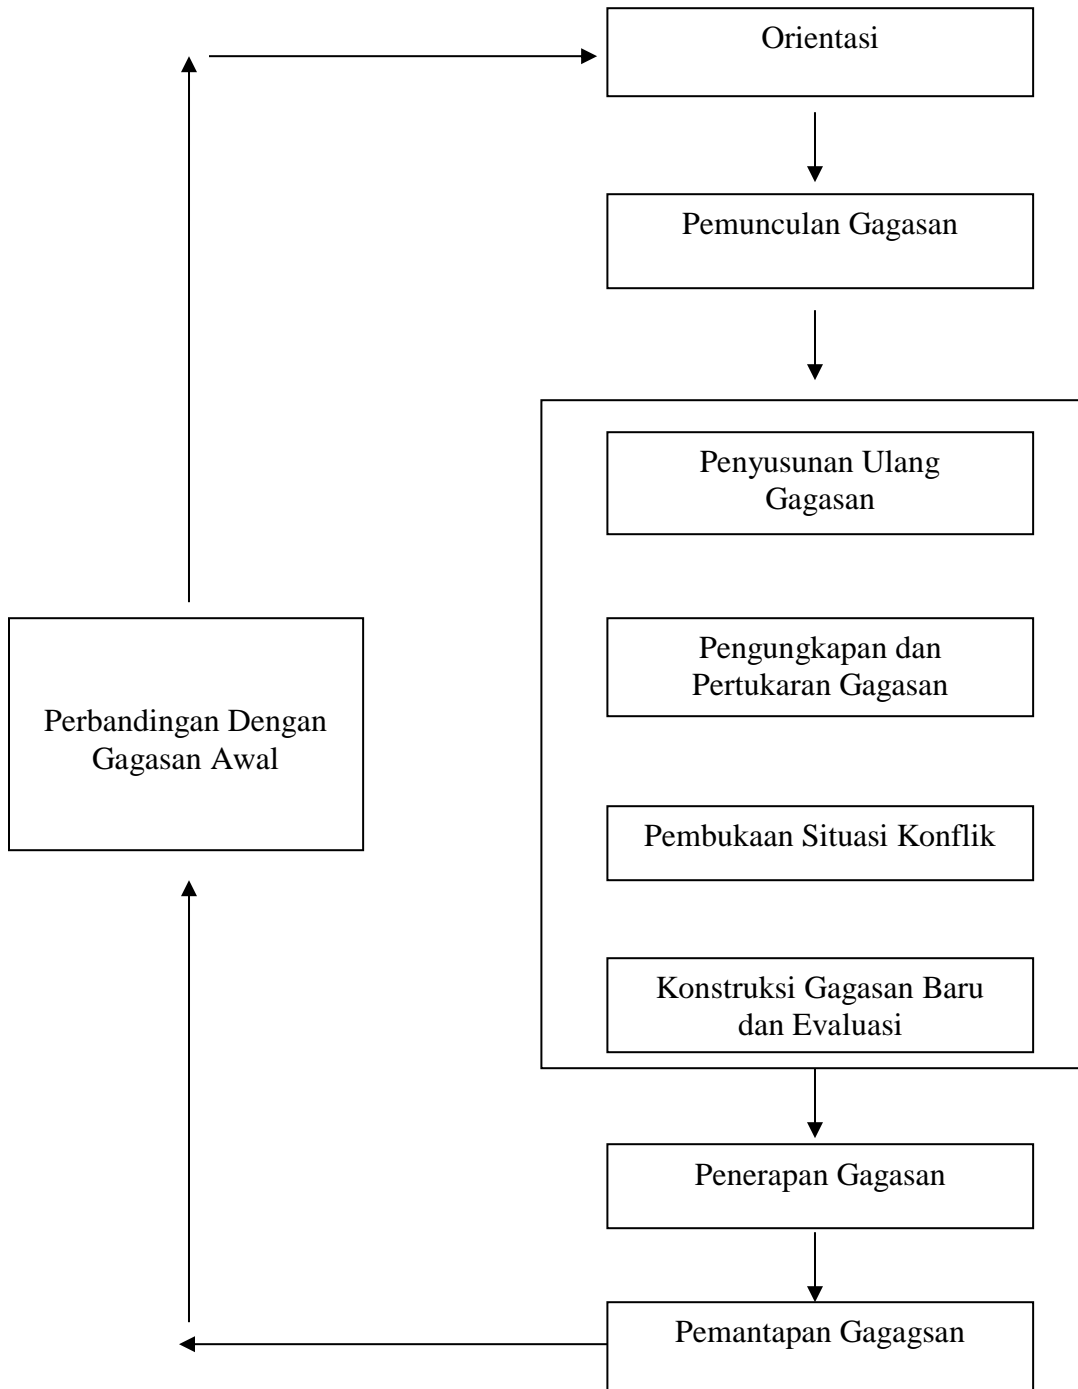 Orientasi
Pemunculan Gagasan
Penyusunan Ulang
Gagasan
Pengungkapan dan
Pertukaran Gagasan
Perbandingan Dengan
Gagasan Awal
Pembukaan Situasi Konflik
Konstruksi Gagasan Baru
dan Evaluasi
Penerapan Gagasan
Pemantapan Gagagsan